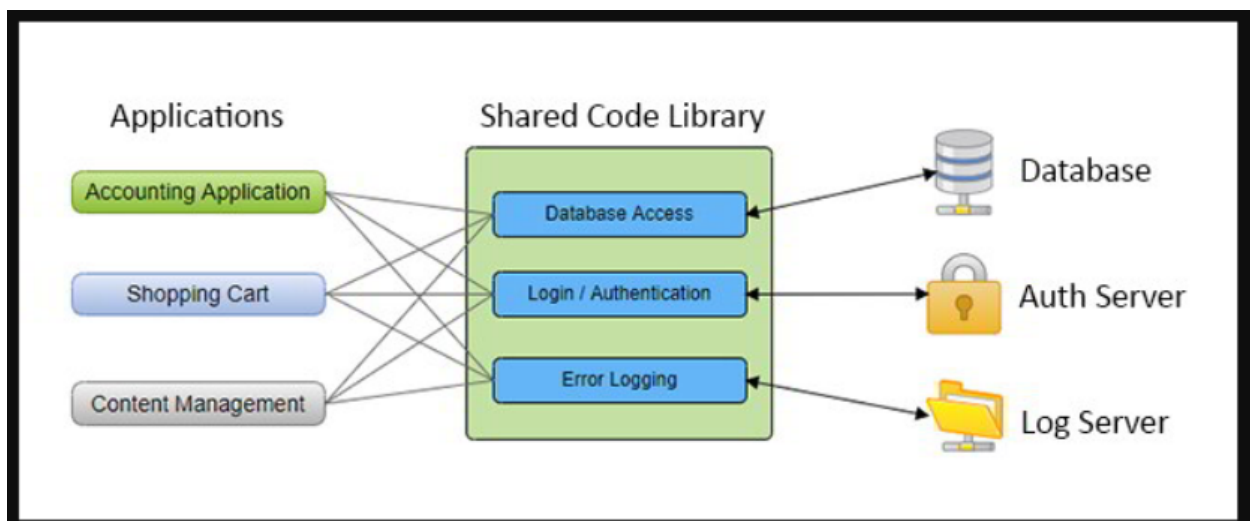 Applications
Shared Code Library
Accounting Application
Database Access
Database
Shopping Cart
Login / Authentication
Auth Server
Content Management
Error Logging
Log Server